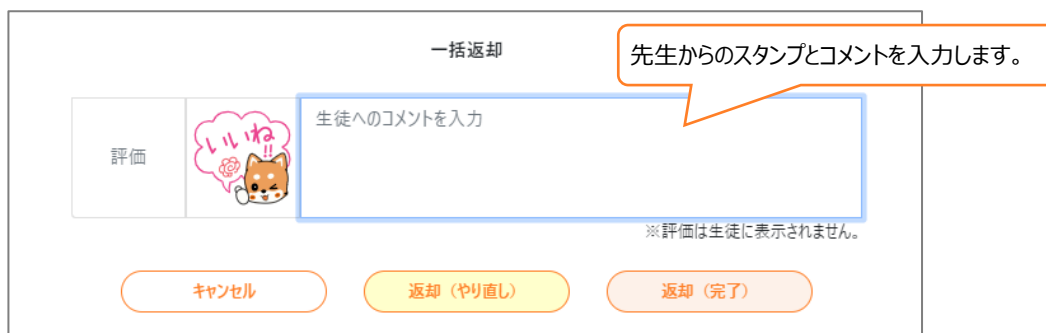 一括返却
先生からのスタンプとコメントを入力します。
評価
いいね!!
生徒へのコメントを入力
※評価は生徒に表示されません。
キャンセル
返却（やり直し）
返却（完了）